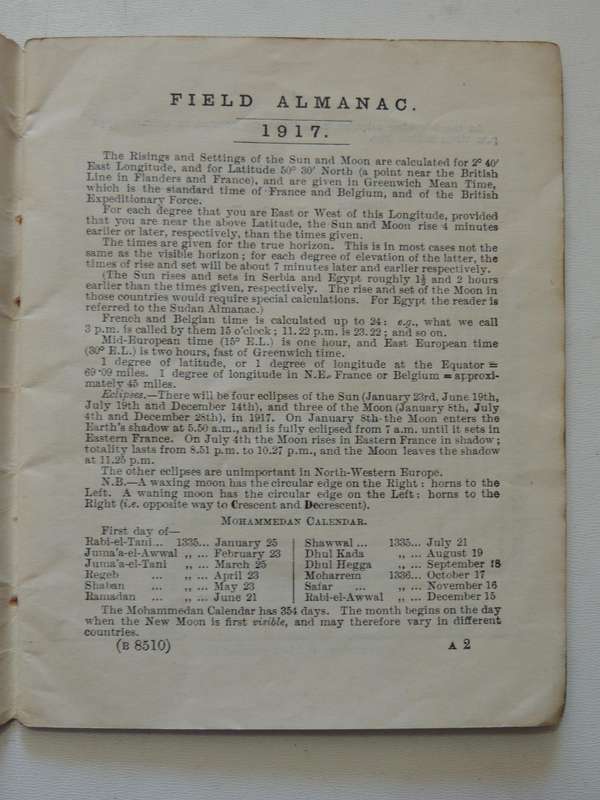 FIELD ALMANAC.
1917.
The Risings and Settings of the Sun and Moon are calculated for 2° 40′
East Longitude, and for Latitude 50° 30′ North (a point near the British
Line in Flanders and France), and are given in Greenwich Mean Time,
which is the standard time of France and Belgium, and of the British
Expeditionary Force.
For each degree that you are East or West of this Longitude, provided
that you are near the above Latitude, the Sun and Moon rise 4 minutes
earlier or later, respectively, than the times given.
The times are given for the true horizon. This is in most cases not the
same as the visible horizon; for each degree of elevation of the latter, the
times of rise and set will be about 7 minutes later and earlier respectively.
(The Sun rises and sets in Serbia and Egypt roughly 1½ and 2 hours
earlier than the times given, respectively. The rise and set of the Moon in
those countries would require special calculations. For Egypt the reader is
referred to the Sudan Almanac.)
French and Belgian time is calculated up to 24: e.g., what we call
3 p.m. is called by them 15 o'clock; 11.22 p.m. is 23.22; and so on.
Mid-European time (15° E.L.) is one hour, and East European time
(30° E.L.) is two hours, fast of Greenwich time.
1 degree of latitude, or 1 degree of longitude at the Equator =
69·09 miles. 1 degree of longitude in N.E. France or Belgium = approxi-
mately 45 miles.
Eclipses.—There will be four eclipses of the Sun (January 23rd, June 19th,
July 19th and December 14th), and three of the Moon (January 8th, July
4th and December 28th), in 1917. On January 8th the Moon enters the
Earth's shadow at 5.50 a.m., and is fully eclipsed from 7 a.m. until it sets in
Eastern France. On July 4th the Moon rises in Eastern France in shadow;
totality lasts from 8.51 p.m. to 10.27 p.m., and the Moon leaves the shadow
at 11.25 p.m.
The other eclipses are unimportant in North-Western Europe.
N.B.—A waxing moon has the circular edge on the Right: horns to the
Left. A waning moon has the circular edge on the Left: horns to the
Right (i.e. opposite way to Crescent and Decrescent).
MOHAMMEDAN CALENDAR.
First day of—
Rabi-el-Tani .. 1335... January 25
Juma'a-el-Awwal ,, ... February 23
Juma'a-el-Tani ,, ... March 25
Regeb ... ,, ... April 23
Shaban ... ,, ... May 23
Ramadan ... ,, ... June 21
Shawwal ... 1335... July 21
Dhul Kada ,, ... August 19
Dhul Hegga ,, ... September 18
Moharrem 1336... October 17
Safar ... ,, ... November 16
Rabi-el-Awwal ,, ... December 15
The Mohammedan Calendar has 354 days. The month begins on the day
when the New Moon is first visible, and may therefore vary in different
countries.
(B 8510)
A 2